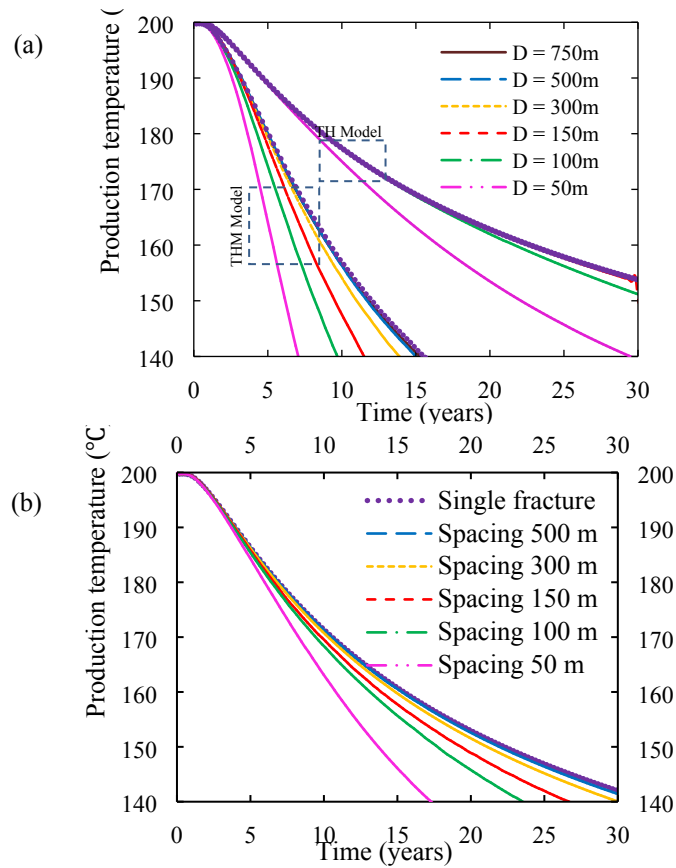 (a)
Production temperature (
200
190
180
170
160
150
140
D = 750m
D = 500m
D = 300m
D = 150m
D = 100m
D = 50m
TH Model
THM Model
0 5 10 15 20 25 30
Time (years)
(b)
Production temperature (℃)
0 5 10 15 20 25 30
200 200
190 190
180 180
170 170
160 160
150 150
140 140
Single fracture
Spacing 500 m
Spacing 300 m
Spacing 150 m
Spacing 100 m
Spacing 50 m
0 5 10 15 20 25 30
Time (years)